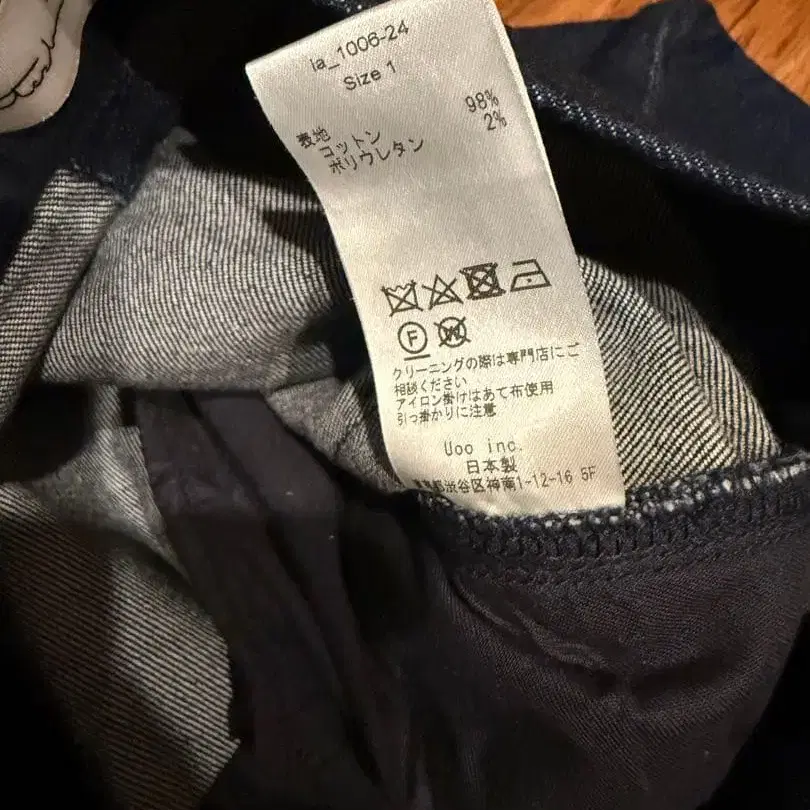 ia_1006-24
Size 1
表地
コットン 98%
ポリウレタン 2%
F W
クリーニングの際は専門店にご
相談ください
アイロン掛けはあて布使用
引っ掛かりに注意
Uoo inc.
日本製
東京都渋谷区神南1-12-16 5F